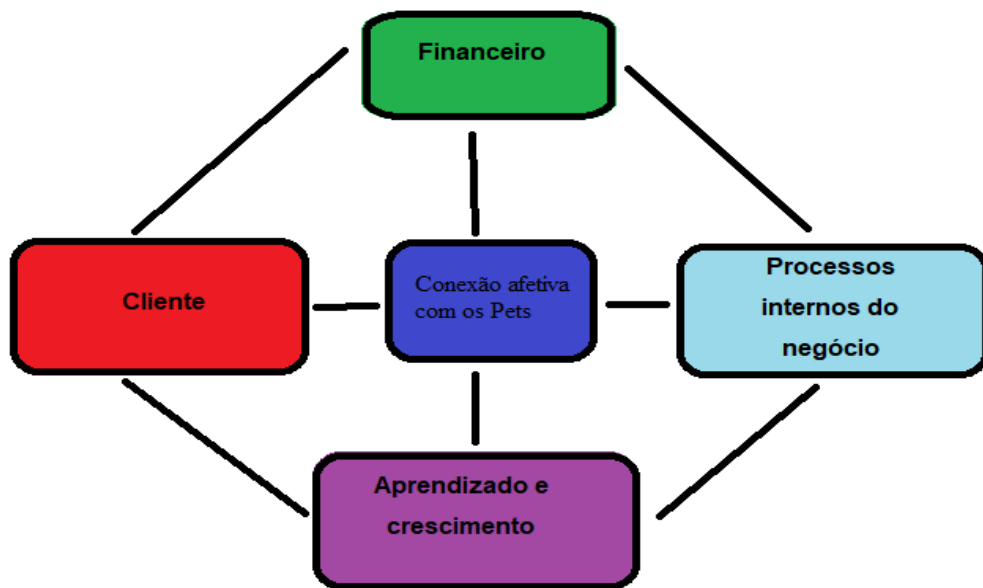 Financeiro
Cliente
Conexão afetiva
com os Pets
Processos
internos do
negócio
Aprendizado e
crescimento